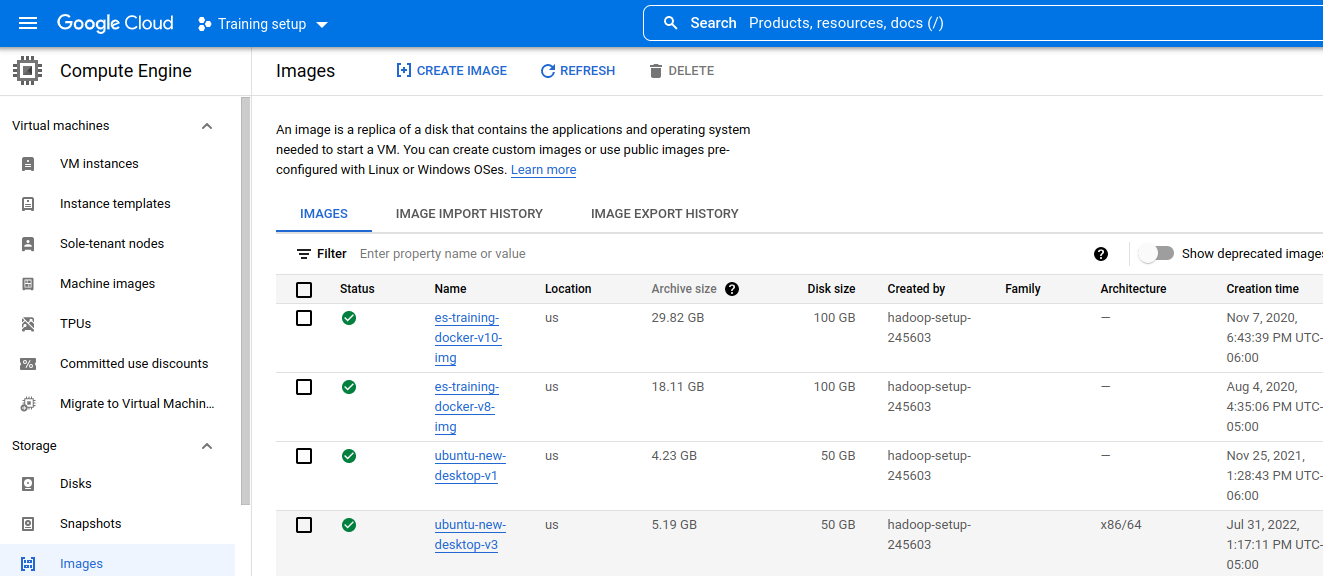 Google Cloud Training setup Search Products, resources, docs (/)
Compute Engine
Virtual machines
VM instances
Instance templates
Sole-tenant nodes
Machine images
TPUs
Committed use discounts
Migrate to Virtual Machin...
Storage
Disks
Snapshots
Images
Images CREATE IMAGE REFRESH DELETE
An image is a replica of a disk that contains the applications and operating system
needed to start a VM. You can create custom images or use public images pre-
configured with Linux or Windows OSes. Learn more
IMAGES IMAGE IMPORT HISTORY IMAGE EXPORT HISTORY
Filter Enter property name or value ? Show deprecated images
Status Name Location Archive size ? Disk size Created by Family Architecture Creation time
es-training- us 29.82 GB 100 GB hadoop-setup- — Nov 7, 2020,
docker-v10- 245603 6:43:39 PM UTC-
img 06:00
es-training- us 18.11 GB 100 GB hadoop-setup- — Aug 4, 2020,
docker-v8- 245603 4:35:06 PM UTC-
img 05:00
ubuntu-new- us 4.23 GB 50 GB hadoop-setup- — Nov 25, 2021,
desktop-v1 245603 1:28:43 PM UTC-
06:00
ubuntu-new- us 5.19 GB 50 GB hadoop-setup- x86/64 Jul 31, 2022,
desktop-v3 245603 1:17:11 PM UTC-
05:00